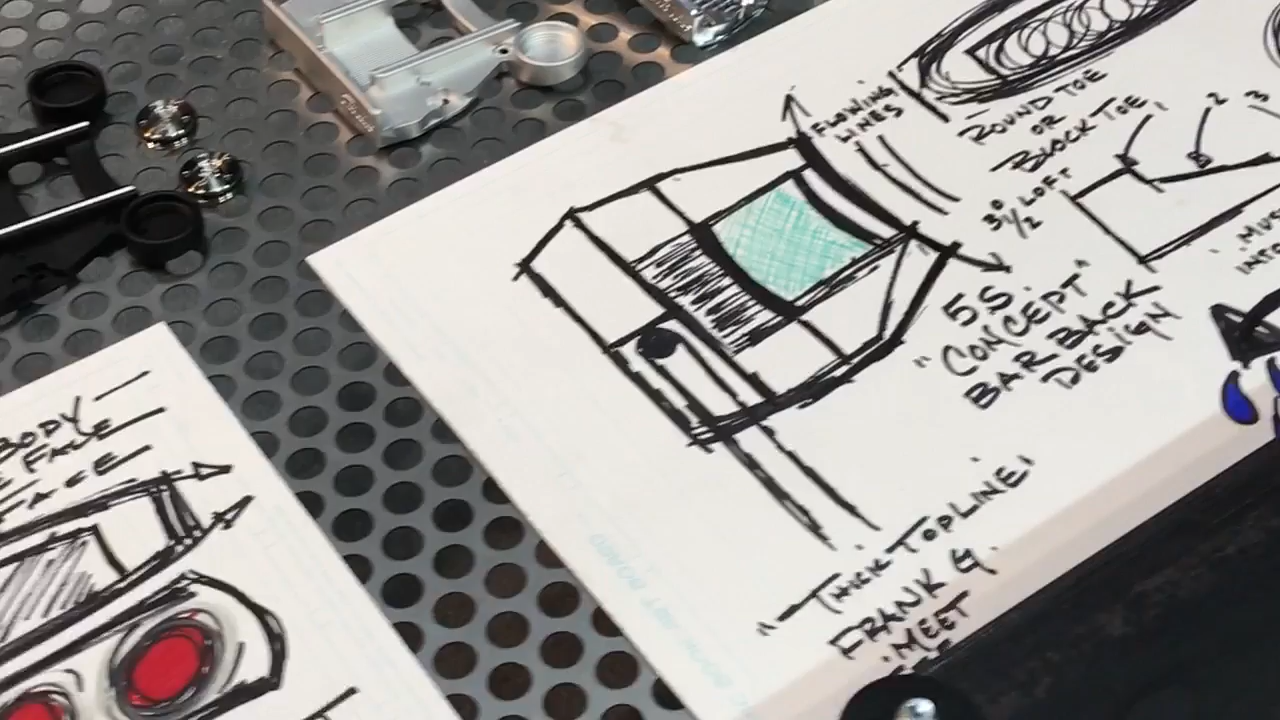 FLOWING
LINES
ROUND TOE
OR
BLOCK TOE
3° 1/2 LOFT
1 2 3
5S.
"CONCEPT"
BAR BACK
DESIGN
"THICK TOPLINE"
FRANK G.
MEET
BODY
FACE
FACE